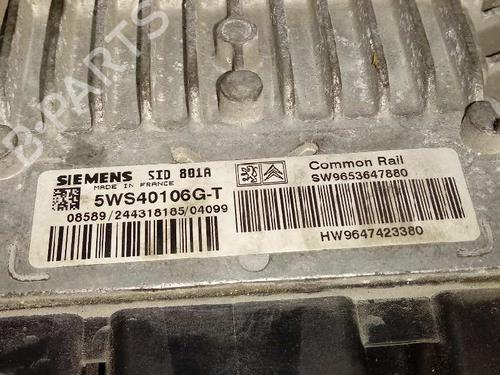 B-PARTS
SIEMENS SID 801A
MADE IN FRANCE
5WS40106G-T
08589/244318185/04099
Common Rail
SW9653647880
HW9647423380